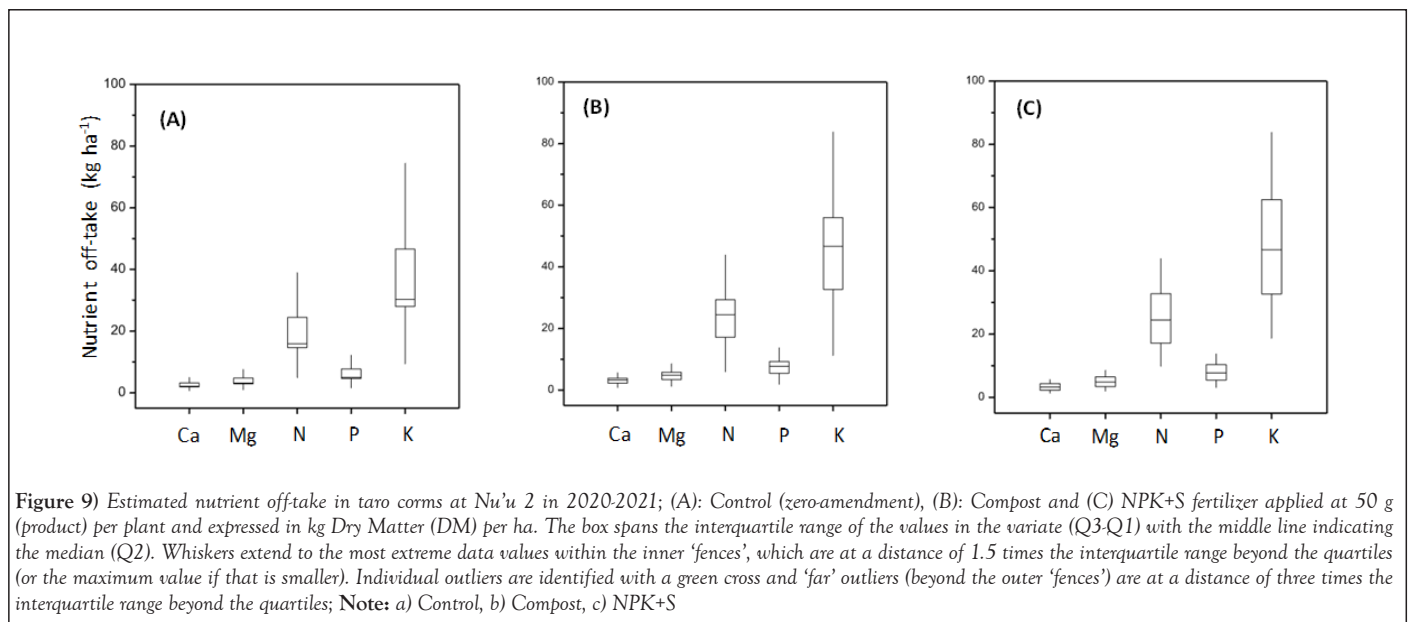 100
80
60
40
20
0
Nutrient off-take (kg ha-1)
(A)
Ca Mg N P K
100
80
60
40
20
0
(B)
Ca Mg N P K
100
80
60
40
20
0
(C)
Ca Mg N P K
Figure 9) Estimated nutrient off-take in taro corms at Nu’u 2 in 2020-2021; (A): Control (zero-amendment), (B): Compost and (C) NPK+S fertilizer applied at 50 g
(product) per plant and expressed in kg Dry Matter (DM) per ha. The box spans the interquartile range of the values in the variate (Q3-Q1) with the middle line indicating
the median (Q2). Whiskers extend to the most extreme data values within the inner ‘fences’, which are at a distance of 1.5 times the interquartile range beyond the quartiles
(or the maximum value if that is smaller). Individual outliers are identified with a green cross and ‘far’ outliers (beyond the outer ‘fences’) are at a distance of three times the
interquartile range beyond the quartiles; Note: a) Control, b) Compost, c) NPK+S